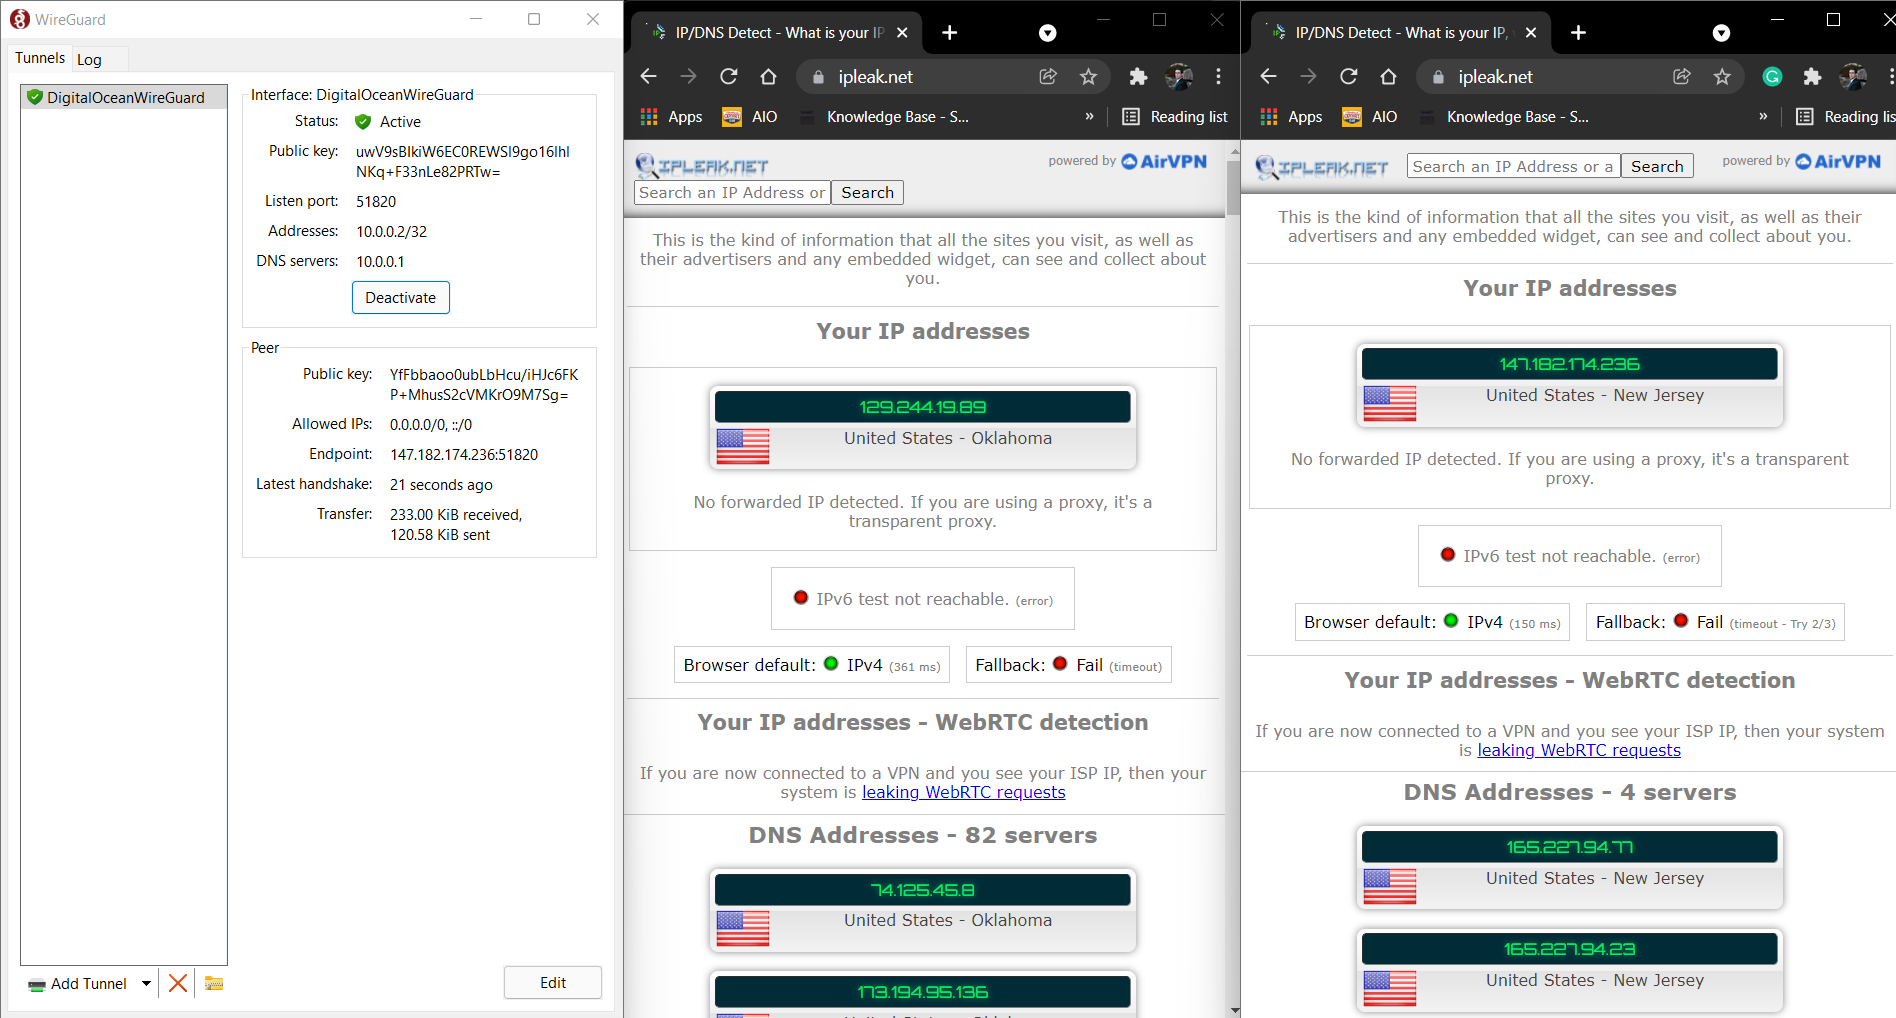 WireGuard
Tunnels
Log
DigitalOceanWireGuard
Interface: DigitalOceanWireGuard
Status: Active
Public key: uwV9sBIkiW6EC0REWSI9go16IhI
NKq+F33nLe82PRTw=
Listen port: 51820
Addresses: 10.0.0.2/32
DNS servers: 10.0.0.1
Deactivate
Peer
Public key: YfFbbaoo0ubLbHcu/iHJc6FK
P+MhusS2cVMKrO9M7Sg=
Allowed IPs: 0.0.0.0/0, ::/0
Endpoint: 147.182.174.236:51820
Latest handshake: 21 seconds ago
Transfer: 233.00 KiB received,
120.58 KiB sent
Add Tunnel
Edit
IP/DNS Detect - What is your IP
ipleak.net
Apps
AIO
Knowledge Base - S...
»
Reading list
IPLEAK.NET
powered by AirVPN
Search an IP Address or
Search
This is the kind of information that all the sites you visit, as well as
their advertisers and any embedded widget, can see and collect about
you.
Your IP addresses
129.244.19.89
United States - Oklahoma
No forwarded IP detected. If you are using a proxy, it's a
transparent proxy.
IPv6 test not reachable. (error)
Browser default: IPv4 (361 ms)
Fallback: Fail (timeout)
Your IP addresses - WebRTC detection
If you are now connected to a VPN and you see your ISP IP, then your
system is leaking WebRTC requests
DNS Addresses - 82 servers
74.125.45.8
United States - Oklahoma
173.194.95.136
IP/DNS Detect - What is your IP,
ipleak.net
Apps
AIO
Knowledge Base - S...
»
Reading lis
IPLEAK.NET
Search an IP Address or a
Search
powered by AirVPN
This is the kind of information that all the sites you visit, as well as their
advertisers and any embedded widget, can see and collect about you.
Your IP addresses
147.182.174.236
United States - New Jersey
No forwarded IP detected. If you are using a proxy, it's a transparent
proxy.
IPv6 test not reachable. (error)
Browser default: IPv4 (150 ms)
Fallback: Fail (timeout - Try 2/3)
Your IP addresses - WebRTC detection
If you are now connected to a VPN and you see your ISP IP, then your system
is leaking WebRTC requests
DNS Addresses - 4 servers
165.227.94.77
United States - New Jersey
165.227.94.23
United States - New Jersey